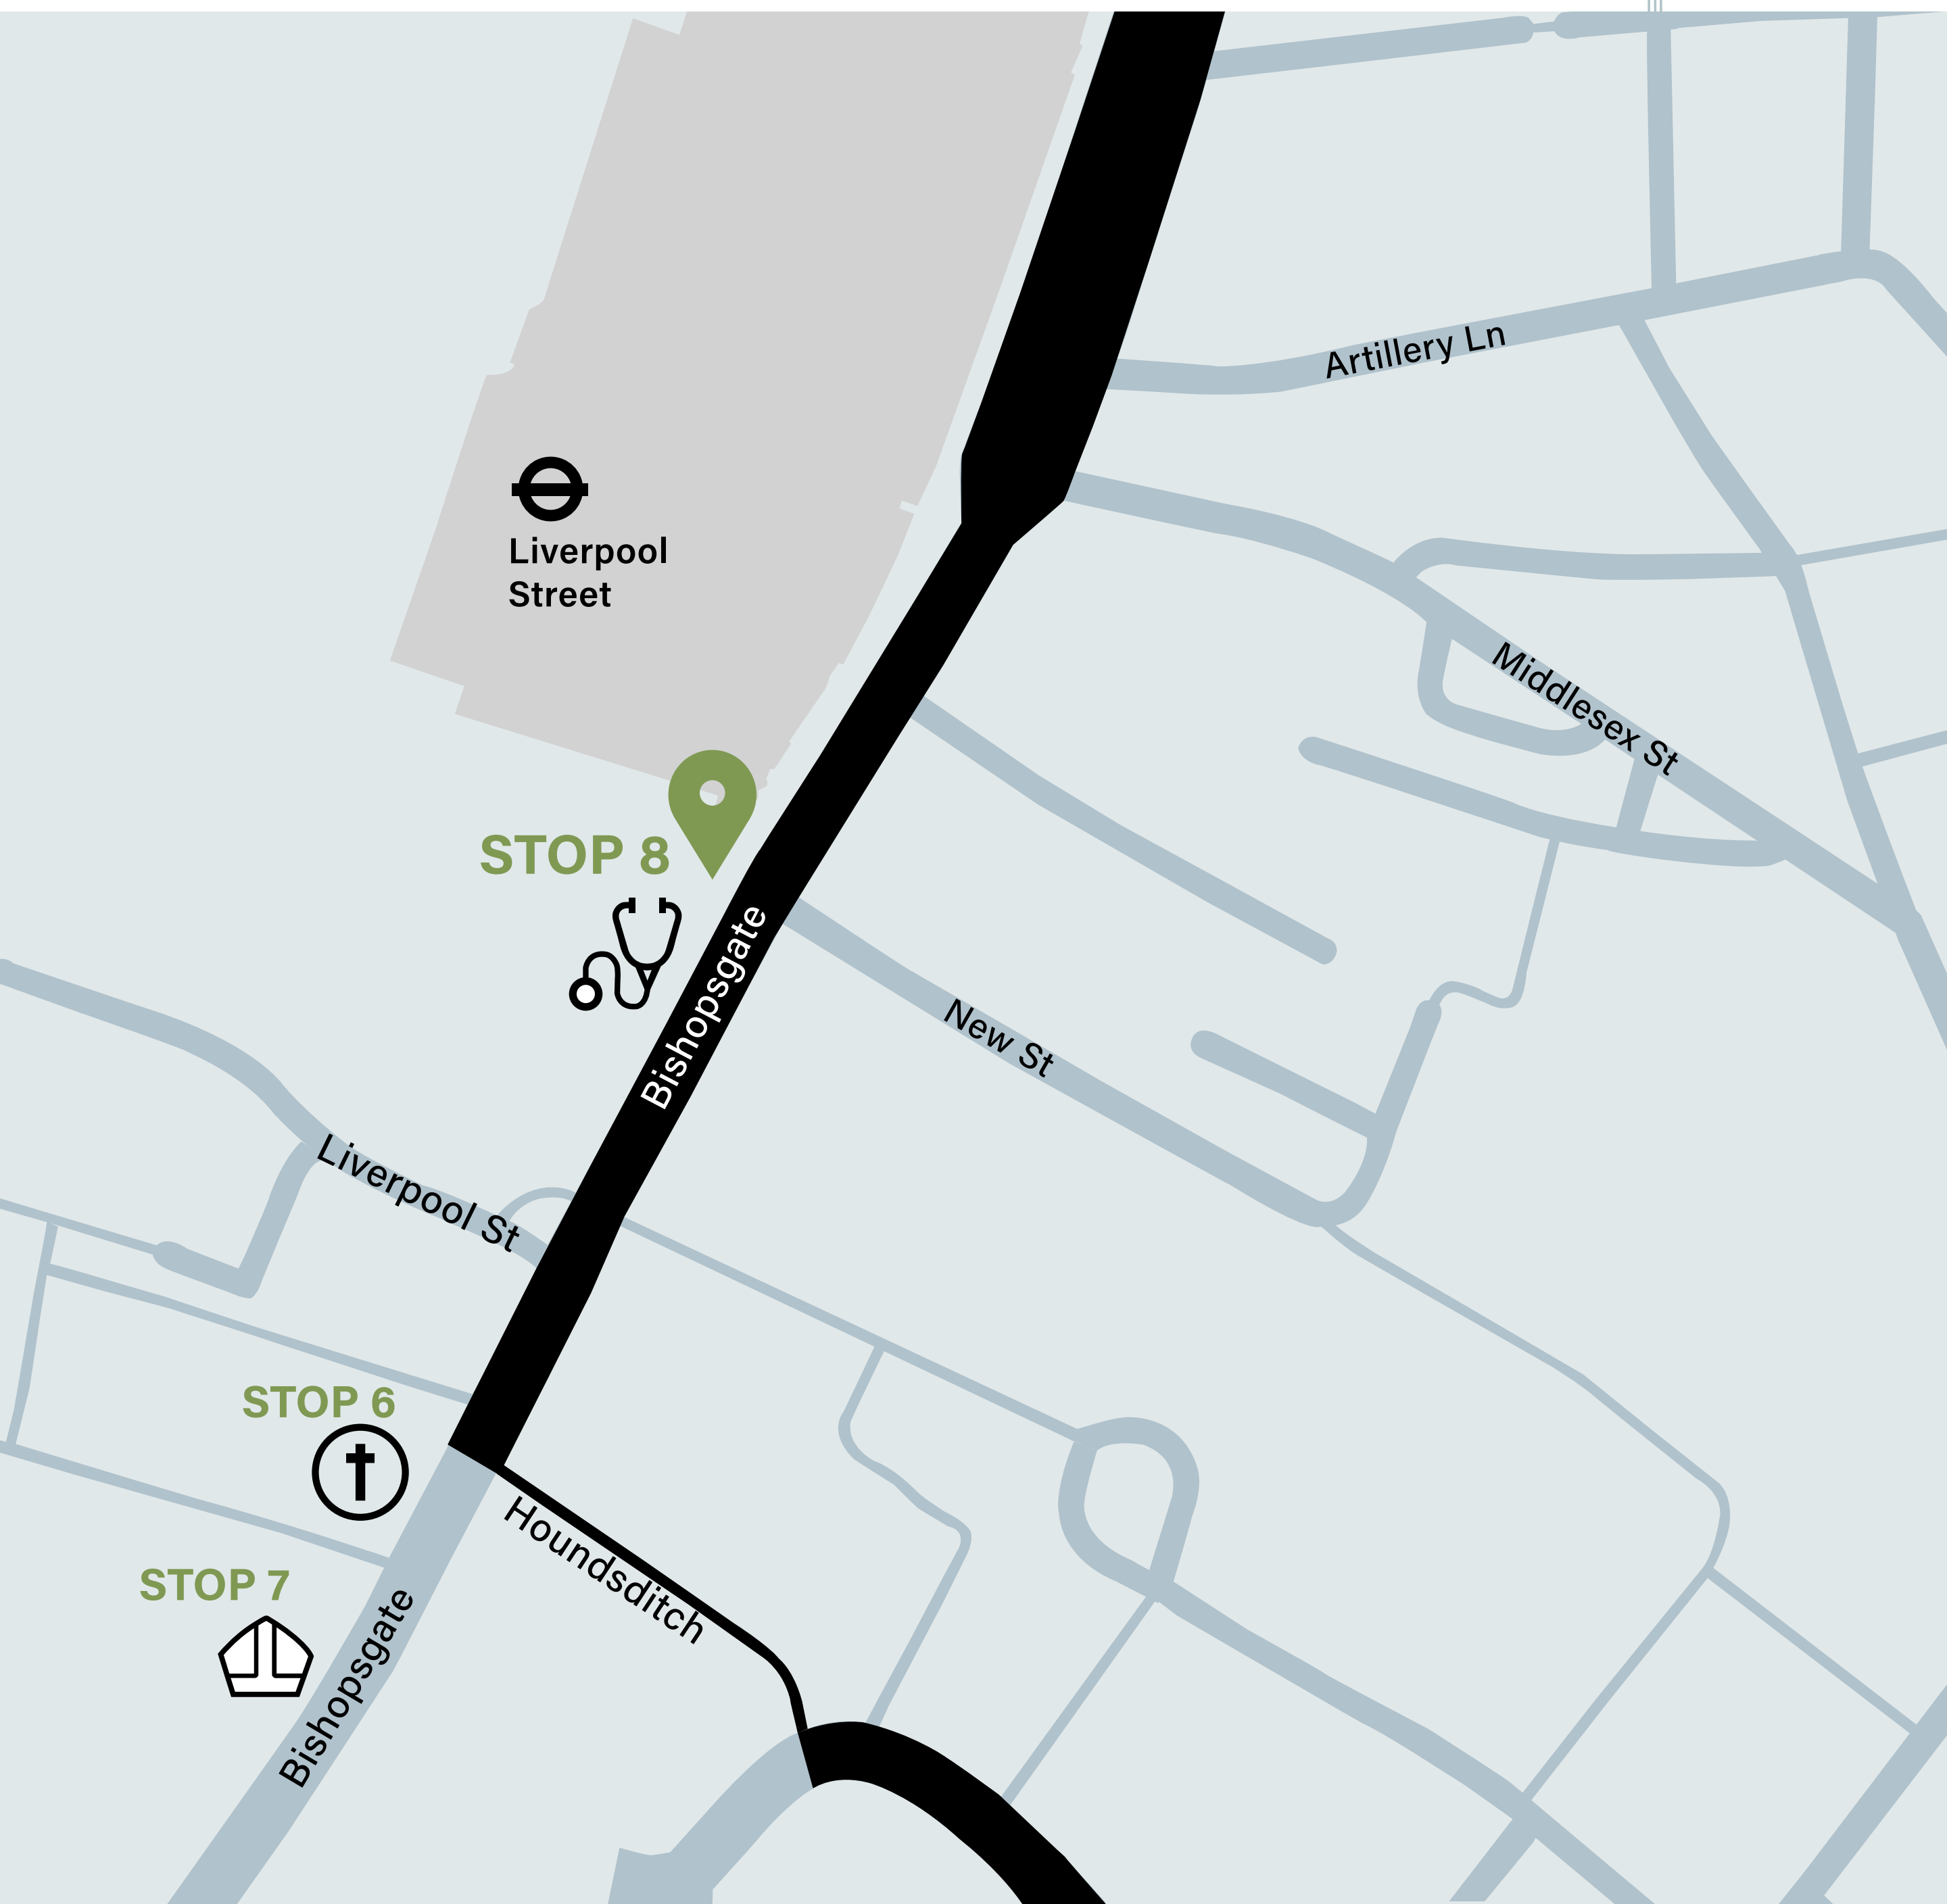 Artillery Ln
Liverpool
Street
Middlesex St
STOP 8
Bishopsgate
New St
Liverpool St
STOP 6
Houndsditch
STOP 7
Bishopsgate